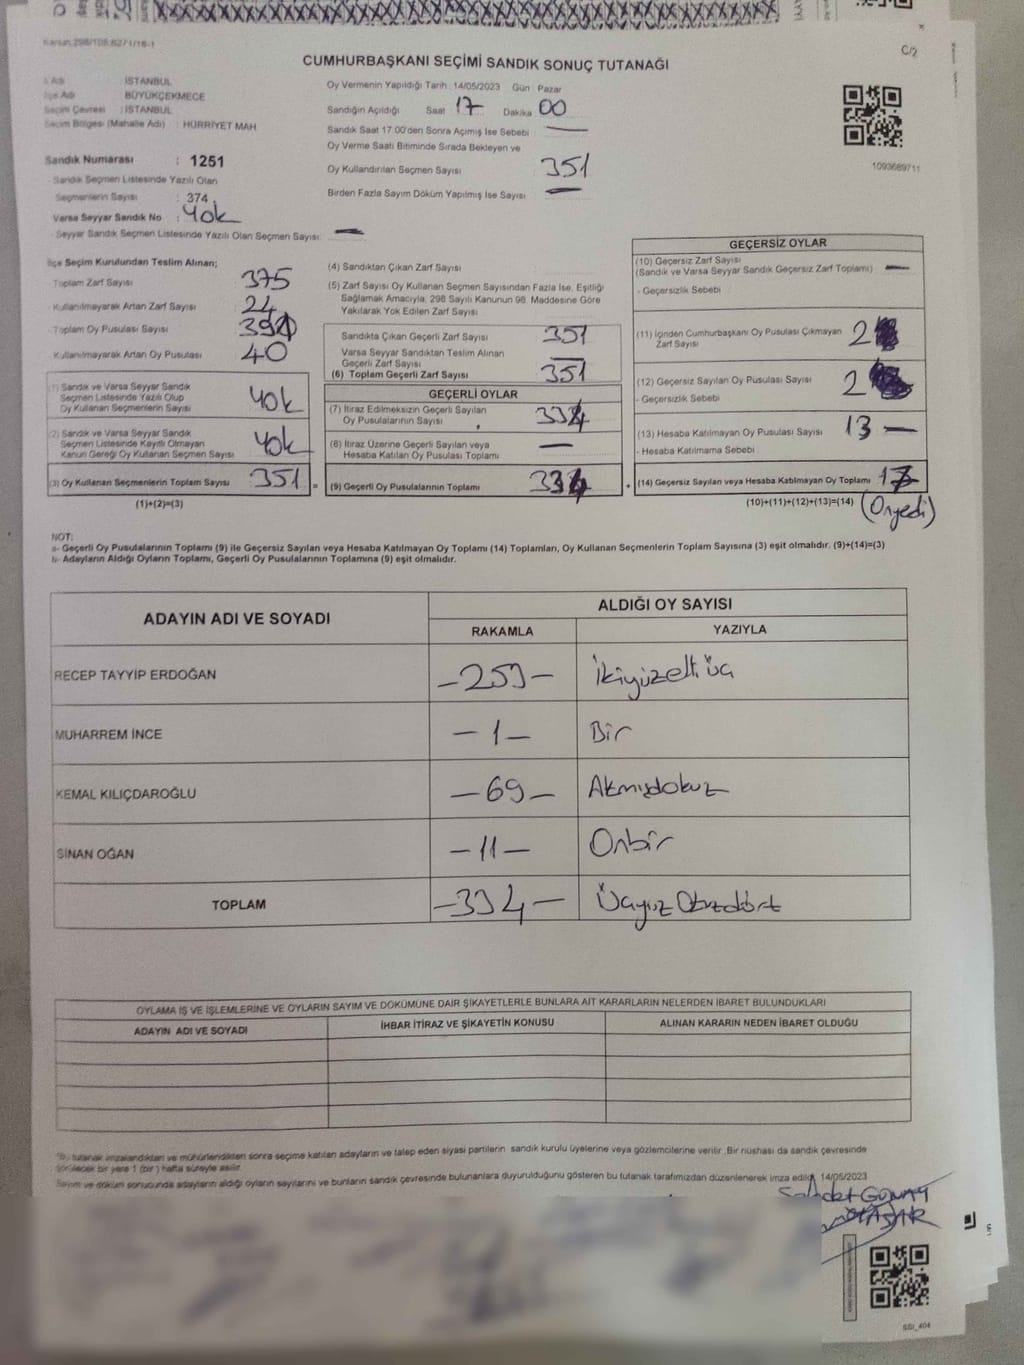 Kanun:298/105,6271/16-1
C/2
CUMHURBAŞKANI SEÇİMİ SANDIK SONUÇ TUTANAĞI
İl Adı : İSTANBUL
İlçe Adı : BÜYÜKÇEKMECE
Seçim Çevresi : İSTANBUL
Seçim Bölgesi (Mahalle Adı) : HÜRRİYET MAH
Sandık Numarası : 1251
Sandık Seçmen Listesinde Yazılı Olan
Seçmenlerin Sayısı : 374
Varsa Seyyar Sandık No : Yok
Seyyar Sandık Seçmen Listesinde Yazılı Olan Seçmen Sayısı: —
Oy Vermenin Yapıldığı Tarih : 14/05/2023 Gün : Pazar
Sandığın Açıldığı Saat 17 Dakika 00
Sandık Saat 17.00'den Sonra Açımış İse Sebebi : —
Oy Verme Saati Bitiminde Sırada Bekleyen ve
Oy Kullandırılan Seçmen Sayısı : 351
Birden Fazla Sayım Döküm Yapılmış İse Sayısı : —
1093689711
İlçe Seçim Kurulundan Teslim Alınan;
Toplam Zarf Sayısı 375
Kullanılmayarak Artan Zarf Sayısı 24
Toplam Oy Pusulası Sayısı 391
Kullanılmayarak Artan Oy Pusulası 40
(1) Sandık ve Varsa Seyyar Sandık
Seçmen Listesinde Yazılı Olup
Oy Kullanan Seçmenlerin Sayısı Yok
(2) Sandık ve Varsa Seyyar Sandık
Seçmen Listesinde Kayıtlı Olmayan
Kanun Gereği Oy Kullanan Seçmen Sayısı Yok
(3) Oy Kullanan Seçmenlerin Toplam Sayısı 351 =
(1)+(2)=(3)
(4) Sandıktan Çıkan Zarf Sayısı
(5) Zarf Sayısı Oy Kullanan Seçmen Sayısından Fazla İse, Eşitliği
Sağlamak Amacıyla, 298 Sayılı Kanunun 98. Maddesine Göre
Yakılarak Yok Edilen Zarf Sayısı
Sandıkta Çıkan Geçerli Zarf Sayısı 351
Varsa Seyyar Sandıktan Teslim Alınan
Geçerli Zarf Sayısı —
(6) Toplam Geçerli Zarf Sayısı 351
GEÇERLİ OYLAR
(7) İtiraz Edilmeksizin Geçerli Sayılan
Oy Pusulalarının Sayısı 334
(8) İtiraz Üzerine Geçerli Sayılan veya
Hesaba Katılan Oy Pusulası Toplamı —
(9) Geçerli Oy Pusulalarının Toplamı 334 +
GEÇERSİZ OYLAR
(10) Geçersiz Zarf Sayısı
(Sandık ve Varsa Seyyar Sandık Geçersiz Zarf Toplamı) —
- Geçersizlik Sebebi
(11) İçinden Cumhurbaşkanı Oy Pusulası Çıkmayan
Zarf Sayısı 2
(12) Geçersiz Sayılan Oy Pusulası Sayısı 2
- Geçersizlik Sebebi
(13) Hesaba Katılmayan Oy Pusulası Sayısı 13 —
- Hesaba Katılmama Sebebi
(14) Geçersiz Sayılan veya Hesaba Katılmayan Oy Toplamı 17
(10)+(11)+(12)+(13)=(14) (Onyedi)
NOT:
a- Geçerli Oy Pusulalarının Toplamı (9) ile Geçersiz Sayılan veya Hesaba Katılmayan Oy Toplamı (14) Toplamları, Oy Kullanan Seçmenlerin Toplam Sayısına (3) eşit olmalıdır. (9)+(14)=(3)
b- Adayların Aldığı Oyların Toplamı, Geçerli Oy Pusulalarının Toplamına (9) eşit olmalıdır.
ADAYIN ADI VE SOYADI ALDIĞI OY SAYISI
RAKAMLA YAZIYLA
RECEP TAYYİP ERDOĞAN —253— İkiyüzelliüç
MUHARREM İNCE —1— Bir
KEMAL KILIÇDAROĞLU —69— Atmışdokuz
SİNAN OĞAN —11— Onbir
TOPLAM —334— Üçyüz Otuzdört
OYLAMA İŞ VE İŞLEMLERİNE VE OYLARIN SAYIM VE DÖKÜMÜNE DAİR ŞİKAYETLERLE BUNLARA AİT KARARLARIN NELERDEN İBARET BULUNDUKLARI
ADAYIN ADI VE SOYADI İHBAR İTİRAZ VE ŞİKAYETİN KONUSU ALINAN KARARIN NEDEN İBARET OLDUĞU
Bu tutanak imzalandıktan ve mühürlendikten sonra seçime katılan adayların ve talep eden siyasi partilerin sandık kurulu üyelerine veya gözlemcilerine verilir. Bir nüshası da sandık çevresinde
görülecek bir yere 1 (bir) hafta süreyle asılır.
Sayım ve döküm sonucunda adayların aldığı oyların sayılarını ve bunların sandık çevresinde bulunanlara duyurulduğunu gösteren bu tutanak tarafımızdan düzenlenerek imza edildi. 14/05/2023
GÜNAY
SSI_404